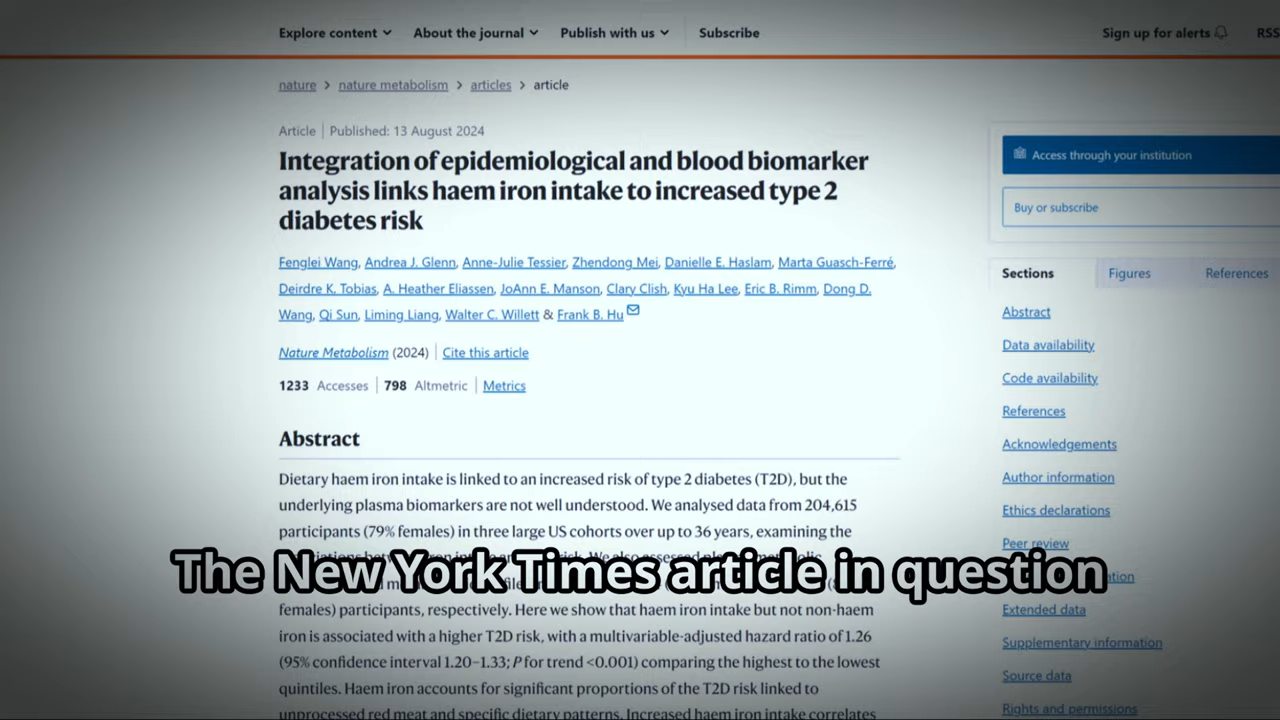 Explore content About the journal Publish with us Subscribe Sign up for alerts RSS
nature > nature metabolism > articles > article
Article | Published: 13 August 2024
Integration of epidemiological and blood biomarker
analysis links haem iron intake to increased type 2
diabetes risk
Fenglei Wang, Andrea J. Glenn, Anne-Julie Tessier, Zhendong Mei, Danielle E. Haslam, Marta Guasch-Ferré,
Deirdre K. Tobias, A. Heather Eliassen, JoAnn E. Manson, Clary Clish, Kyu Ha Lee, Eric B. Rimm, Dong D.
Wang, Qi Sun, Liming Liang, Walter C. Willett & Frank B. Hu
Nature Metabolism (2024) | Cite this article
1233 Accesses | 798 Altmetric | Metrics
Abstract
Dietary haem iron intake is linked to an increased risk of type 2 diabetes (T2D), but the
underlying plasma biomarkers are not well understood. We analysed data from 204,615
participants (79% females) in three large US cohorts over up to 36 years, examining the
The New York Times article in question
females) participants, respectively. Here we show that haem iron intake but not non-haem
iron is associated with a higher T2D risk, with a multivariable-adjusted hazard ratio of 1.26
(95% confidence interval 1.20–1.33; P for trend <0.001) comparing the highest to the lowest
quintiles. Haem iron accounts for significant proportions of the T2D risk linked to
unprocessed red meat and specific dietary patterns. Increased haem iron intake correlates
Access through your institution
Buy or subscribe
Sections Figures References
Abstract
Data availability
Code availability
References
Acknowledgements
Author information
Ethics declarations
Peer review
Extended data
Supplementary information
Source data
Rights and permissions